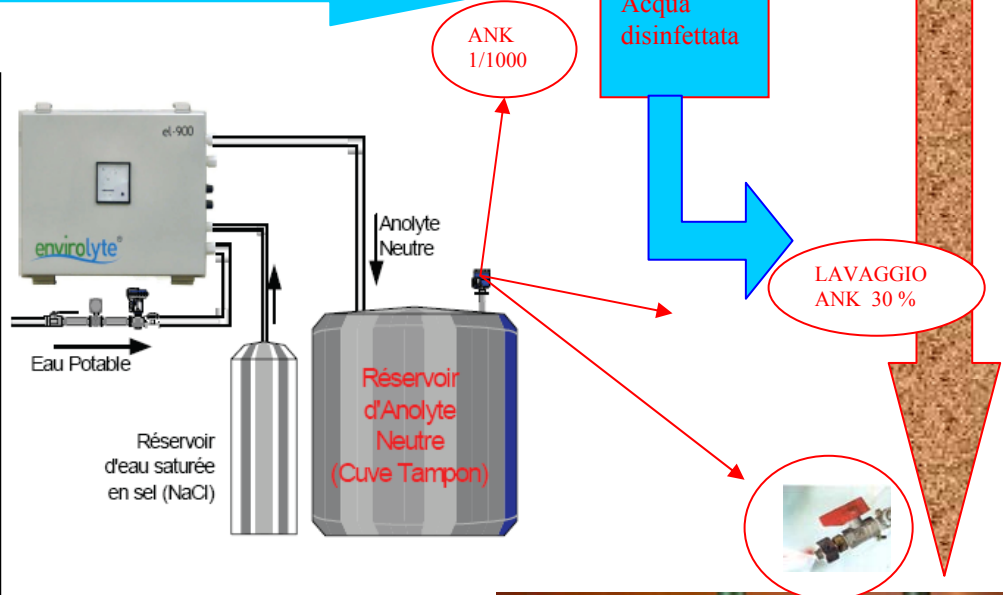 Acqua
disinfettata
ANK
1/1000
el-900
envirolyte®
Anolyte
Neutre
LAVAGGIO
ANK 30 %
Eau Potable
Réservoir
d'eau saturée
en sel (NaCl)
Réservoir
d'Anolyte
Neutre
(Cuve Tampon)